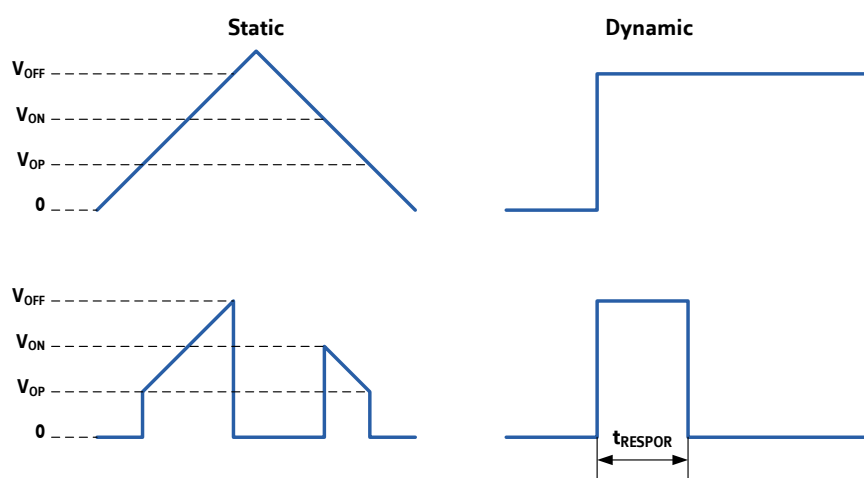 Static
Dynamic
VOFF
VON
VOP
0
VOFF
VON
VOP
0
tRESPOR